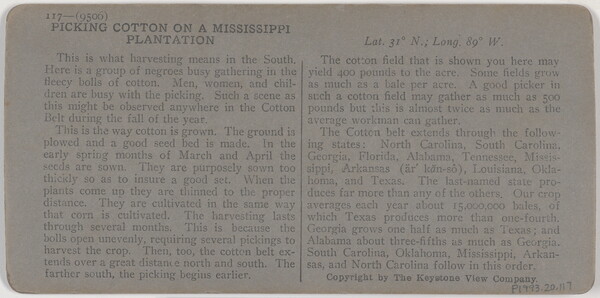 117—(9506)
PICKING COTTON ON A MISSISSIPPI
PLANTATION
Lat. 31° N.; Long. 89° W.
This is what harvesting means in the South.
Here is a group of negroes busy gathering in the
fleecy bolls of cotton. Men, women, and chil-
dren are busy with the picking. Such a scene as
this might be observed anywhere in the Cotton
Belt during the fall of the year.
This is the way cotton is grown. The ground is
plowed and a good seed bed is made. In the
early spring months of March and April the
seeds are sown. They are purposely sown too
thickly so as to insure a good set. When the
plants come up they are thinned to the proper
distance. They are cultivated in the same way
that corn is cultivated. The harvesting lasts
through several months. This is because the
bolls open unevenly, requiring several pickings to
harvest the crop. Then, too, the cotton belt ex-
tends over a great distance north and south. The
farther south, the picking begins earlier.
The cotton field that is shown you here may
yield 400 pounds to the acre. Some fields grow
as much as a bale per acre. A good picker in
such a cotton field may gather as much as 500
pounds but this is almost twice as much as the
average workman can gather.
The Cotton belt extends through the follow-
ing states: North Carolina, South Carolina,
Georgia, Florida, Alabama, Tennessee, Missis-
sippi, Arkansas (är' kăn-sô), Louisiana, Ok-
lahoma, and Texas. The last-named state pro-
duces far more than any of the others. Our crop
averages each year about 15,000,000 bales, of
which Texas produces more than one-fourth.
Georgia grows one half as much as Texas; and
Alabama about three-fifths as much as Georgia.
South Carolina, Oklahoma, Mississippi, Arkan-
sas, and North Carolina follow in this order.
Copyright by The Keystone View Company.
P1993.20.117